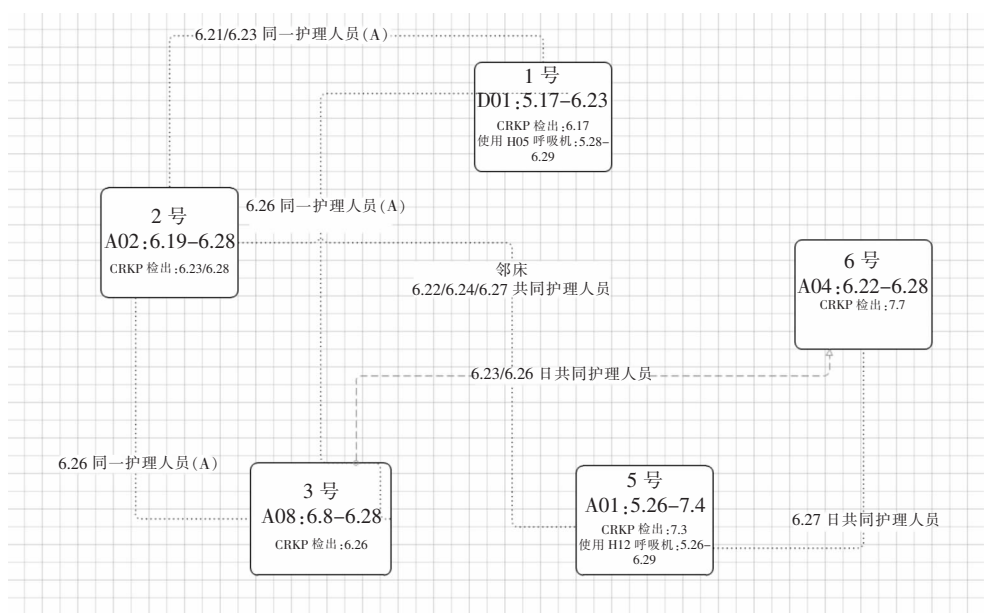 6.21/6.23 同一护理人员(A)
1 号
D01:5.17-6.23
CRKP 检出:6.17
使用 H05 呼吸机:5.28-
6.29
2 号
A02:6.19-6.28
CRKP 检出:6.23/6.28
6.26 同一护理人员(A)
邻床
6.22/6.24/6.27 共同护理人员
6 号
A04:6.22-6.28
CRKP 检出:7.7
6.23/6.26 日共同护理人员
6.26 同一护理人员(A)
3 号
A08:6.8-6.28
CRKP 检出:6.26
5 号
A01:5.26-7.4
CRKP 检出:7.3
使用 H12 呼吸机:5.26-
6.29
6.27 日共同护理人员